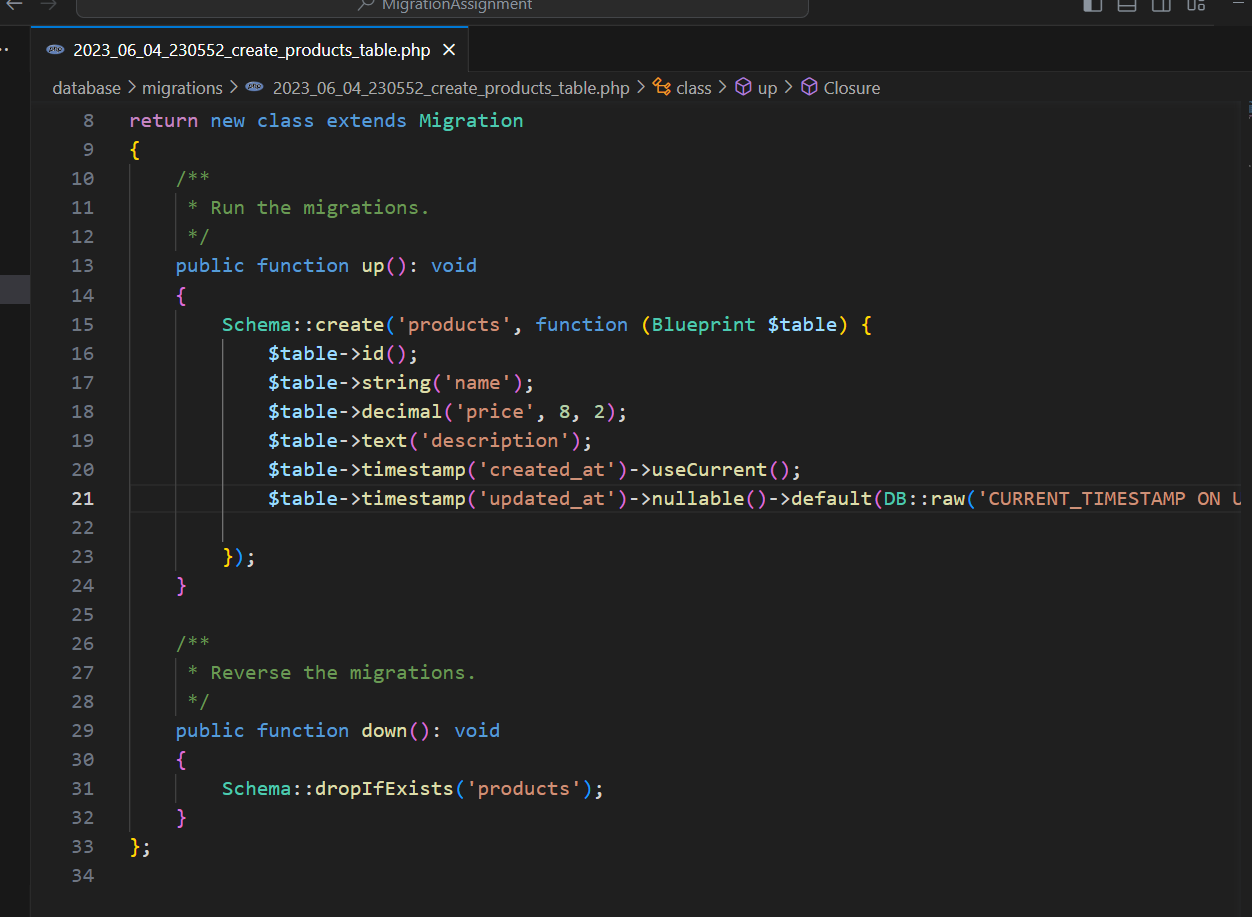 MigrationAssignment
2023_06_04_230552_create_products_table.php
database > migrations > php 2023_06_04_230552_create_products_table.php > class > up > Closure
8 return new class extends Migration
9 {
10 /**
11 * Run the migrations.
12 */
13 public function up(): void
14 {
15 Schema::create('products', function (Blueprint $table) {
16 $table->id();
17 $table->string('name');
18 $table->decimal('price', 8, 2);
19 $table->text('description');
20 $table->timestamp('created_at')->useCurrent();
21 $table->timestamp('updated_at')->nullable()->default(DB::raw('CURRENT_TIMESTAMP ON
22
23 });
24 }
25
26 /**
27 * Reverse the migrations.
28 */
29 public function down(): void
30 {
31 Schema::dropIfExists('products');
32 }
33 };
34